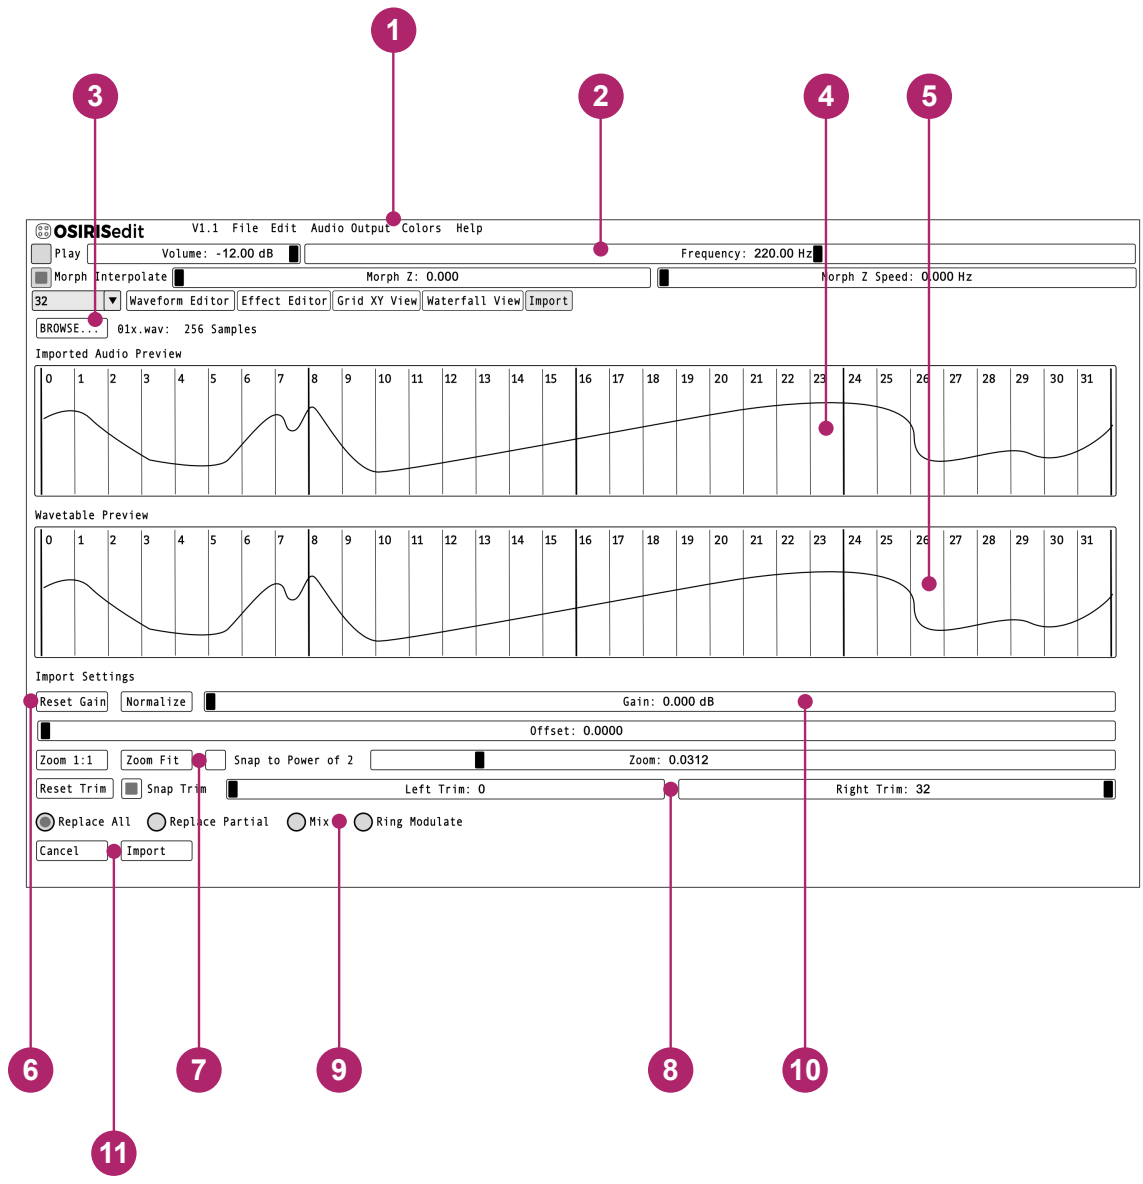 1
3 2 4 5
OSIRISedit V1.1 File Edit Audio Output Colors Help
Play Volume: -12.00 dB Frequency: 220.00 Hz
Morph Interpolate Morph Z: 0.000 Morph Z Speed: 0.000 Hz
32 Waveform Editor Effect Editor Grid XY View Waterfall View Import
BROWSE... 01x.wav: 256 Samples
Imported Audio Preview
0 1 2 3 4 5 6 7 8 9 10 11 12 13 14 15 16 17 18 19 20 21 22 23 24 25 26 27 28 29 30 31
Wavetable Preview
0 1 2 3 4 5 6 7 8 9 10 11 12 13 14 15 16 17 18 19 20 21 22 23 24 25 26 27 28 29 30 31
Import Settings
Reset Gain Normalize Gain: 0.000 dB
Offset: 0.0000
Zoom 1:1 Zoom Fit Snap to Power of 2 Zoom: 0.0312
Reset Trim Snap Trim Left Trim: 0 Right Trim: 32
Replace All Replace Partial Mix Ring Modulate
Cancel Import
6 7 9 8 10
11